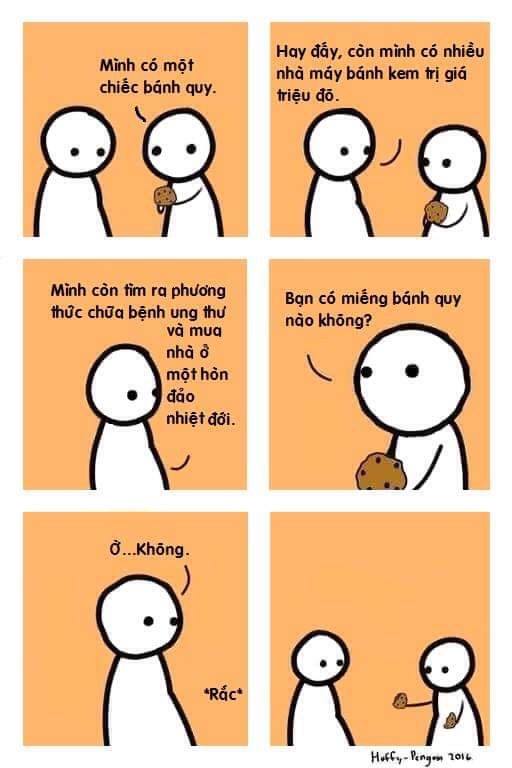 Mình có một
chiếc bánh quy.
Hay đấy, còn mình có nhiều
nhà máy bánh kem trị giá
triệu đô.
Mình còn tìm ra phương
thức chữa bệnh ung thư
và mua
nhà ở
một hòn
đảo
nhiệt đới.
Bạn có miếng bánh quy
nào không?
Ờ...Không.
*Rắc*
Huffy-Penguin 2016